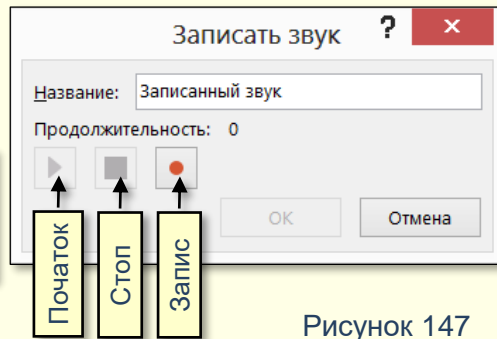 Записать звук
?
×
Название: Записанный звук
Продолжительность: 0
ОК
Отмена
Початок
Стоп
Запис
Рисунок 147